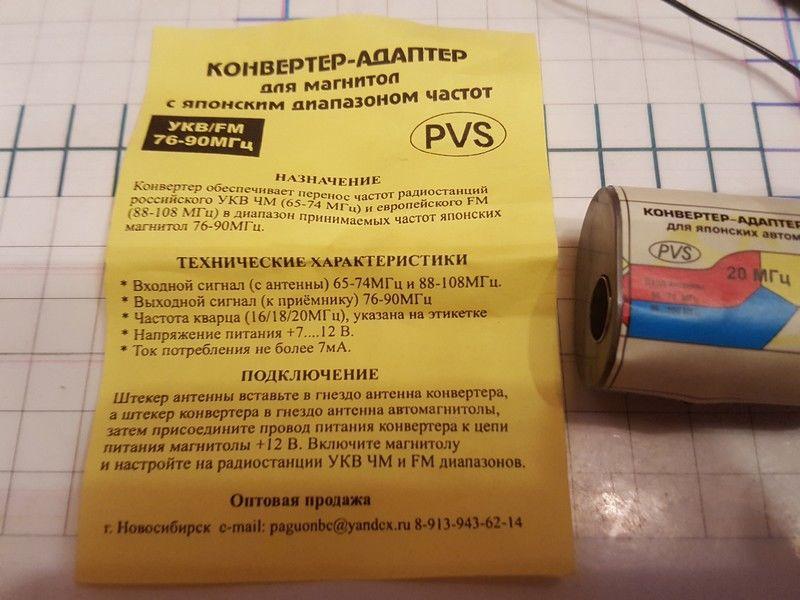 КОНВЕРТЕР-АДАПТЕР
для магнитол
с японским диапазоном частот
УКВ/FM
76-90МГц
PVS
НАЗНАЧЕНИЕ
Конвертер обеспечивает перенос частот радиостанций
российского УКВ ЧМ (65-74 МГц) и европейского FM
(88-108 МГц) в диапазон принимаемых частот японских
магнитол 76-90МГц.
ТЕХНИЧЕСКИЕ ХАРАКТЕРИСТИКИ
* Входной сигнал (с антенны) 65-74МГц и 88-108МГц.
* Выходной сигнал (к приёмнику) 76-90МГц
* Частота кварца (16/18/20МГц), указана на этикетке
* Напряжение питания +7....12 В.
* Ток потребления не более 7мА.
ПОДКЛЮЧЕНИЕ
Штекер антенны вставьте в гнездо антенна конвертера,
а штекер конвертера в гнездо антенна автомагнитолы,
затем присоедините провод питания конвертера к цепи
питания магнитолы +12 В. Включите магнитолу
и настройте на радиостанции УКВ ЧМ и FM диапазонов.
Оптовая продажа
г. Новосибирск e-mail: paguonbc@yandex.ru 8-913-943-62-14
КОНВЕРТЕР-АДАПТЕР
для японских автом
PVS
20 МГц